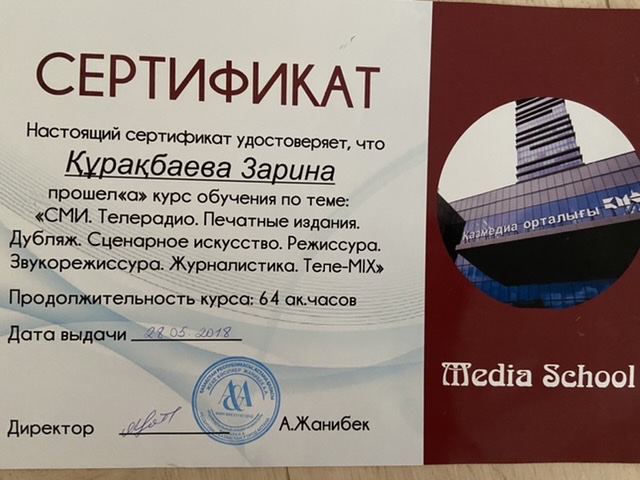 СЕРТИФИКАТ
Настоящий сертификат удостоверяет, что
Құрақбаева Зарина
прошел«а» курс обучения по теме:
«СМИ. Телерадио. Печатные издания.
Дубляж. Сценарное искусство. Режиссура.
Звукорежиссура. Журналистика. Теле-MIX»
Продолжительность курса: 64 ак.часов
Дата выдачи 28.05.2018
Директор А.Жанибек
Қазмедиа орталығы
Media School